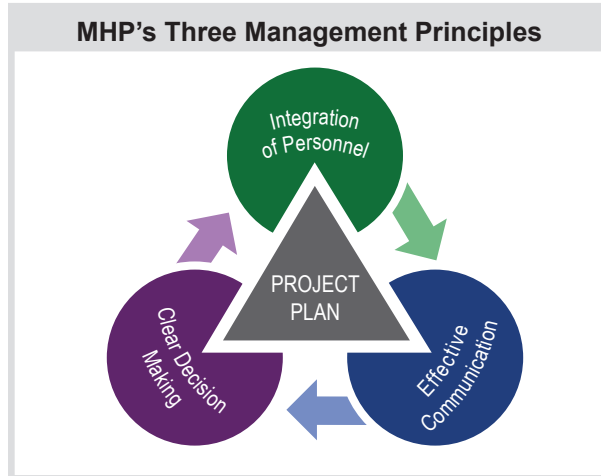 MHP’s Three Management Principles
Integration
of Personnel
PROJECT
PLAN
Clear Decision
Making
Effective
Communication